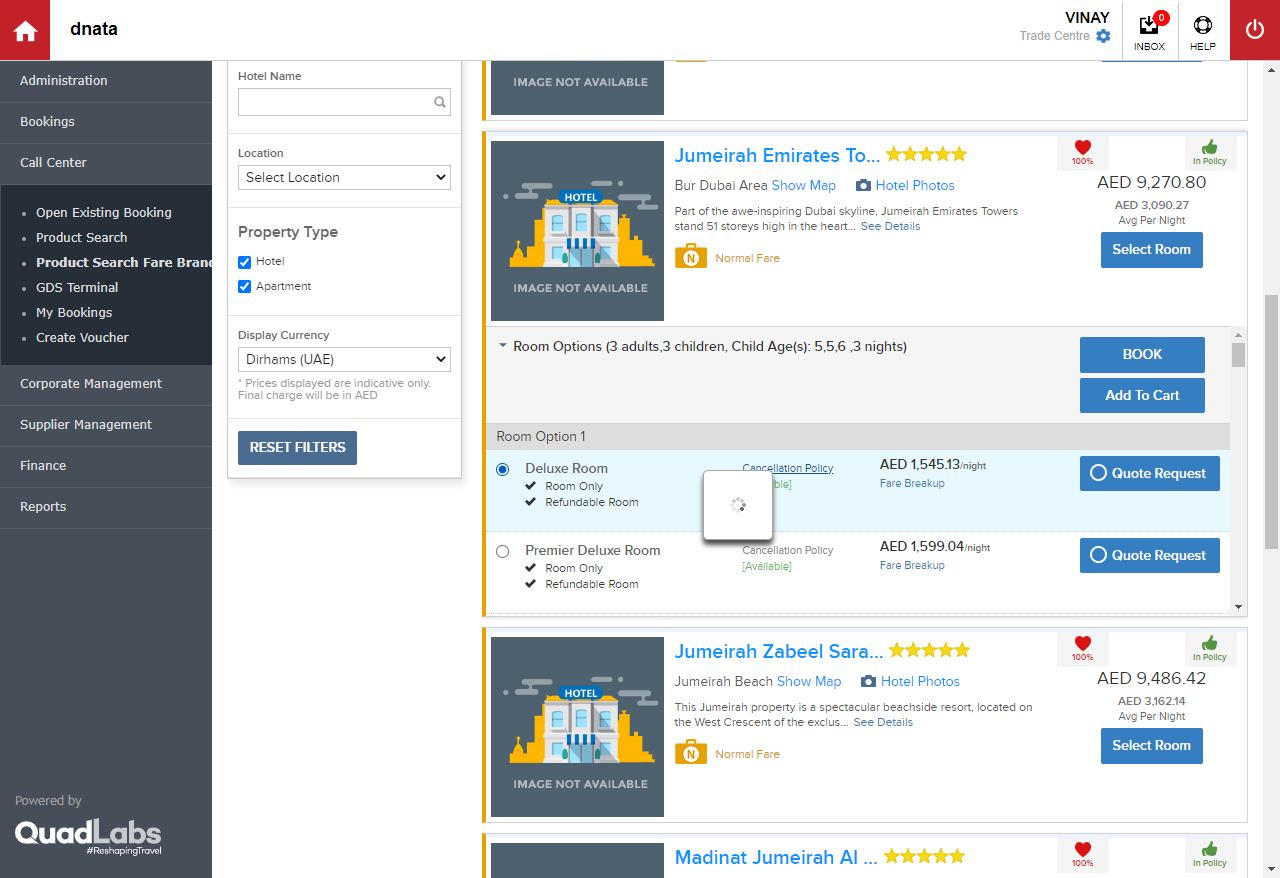 dnata
VINAY
Trade Centre
0
INBOX
HELP
Administration
Bookings
Call Center
Open Existing Booking
Product Search
Product Search Fare Brand
GDS Terminal
My Bookings
Create Voucher
Corporate Management
Supplier Management
Finance
Reports
Powered by
QuadLabs
#ReshapingTravel
Hotel Name
Location
Select Location
Property Type
Hotel
Apartment
Display Currency
Dirhams (UAE)
* Prices displayed are indicative only.
Final charge will be in AED
RESET FILTERS
IMAGE NOT AVAILABLE
HOTEL
IMAGE NOT AVAILABLE
Jumeirah Emirates To...
Bur Dubai Area Show Map Hotel Photos
Part of the awe-inspiring Dubai skyline, Jumeirah Emirates Towers
stand 51 storeys high in the heart... See Details
N Normal Fare
100%
In Policy
AED 9,270.80
AED 3,090.27
Avg Per Night
Select Room
Room Options (3 adults,3 children, Child Age(s): 5,5,6 ,3 nights)
BOOK
Add To Cart
Room Option 1
Deluxe Room
Room Only
Refundable Room
Cancellation Policy
AED 1,545.13/night
Fare Breakup
Quote Request
Premier Deluxe Room
Room Only
Refundable Room
Cancellation Policy
[Available]
AED 1,599.04/night
Fare Breakup
Quote Request
HOTEL
IMAGE NOT AVAILABLE
Jumeirah Zabeel Sara...
Jumeirah Beach Show Map Hotel Photos
This Jumeirah property is a spectacular beachside resort, located on
the West Crescent of the exclus... See Details
N Normal Fare
100%
In Policy
AED 9,486.42
AED 3,162.14
Avg Per Night
Select Room
Madinat Jumeirah Al ...
100%
In Policy